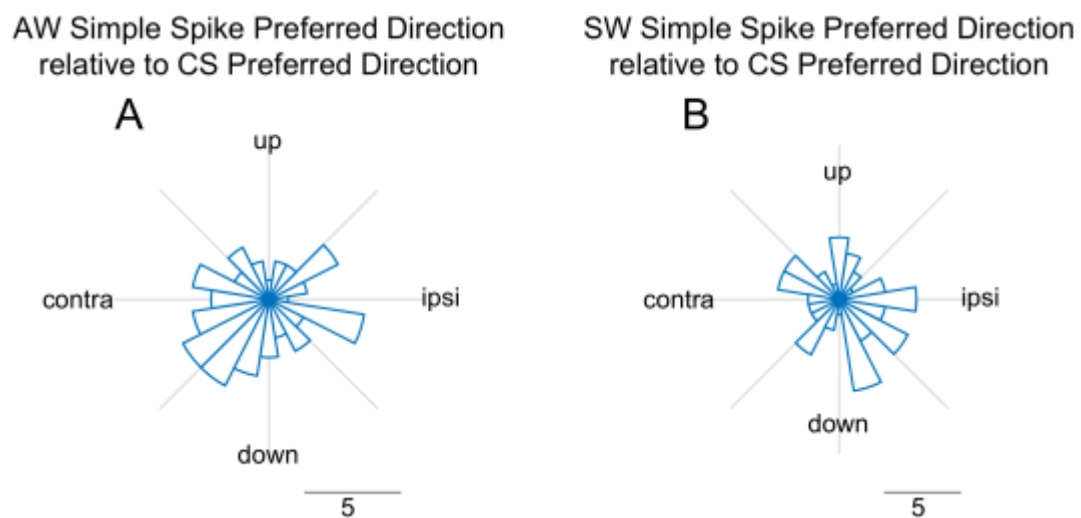 AW Simple Spike Preferred Direction
relative to CS Preferred Direction
A
up
contra
ipsi
down
5
SW Simple Spike Preferred Direction
relative to CS Preferred Direction
B
up
contra
ipsi
down
5